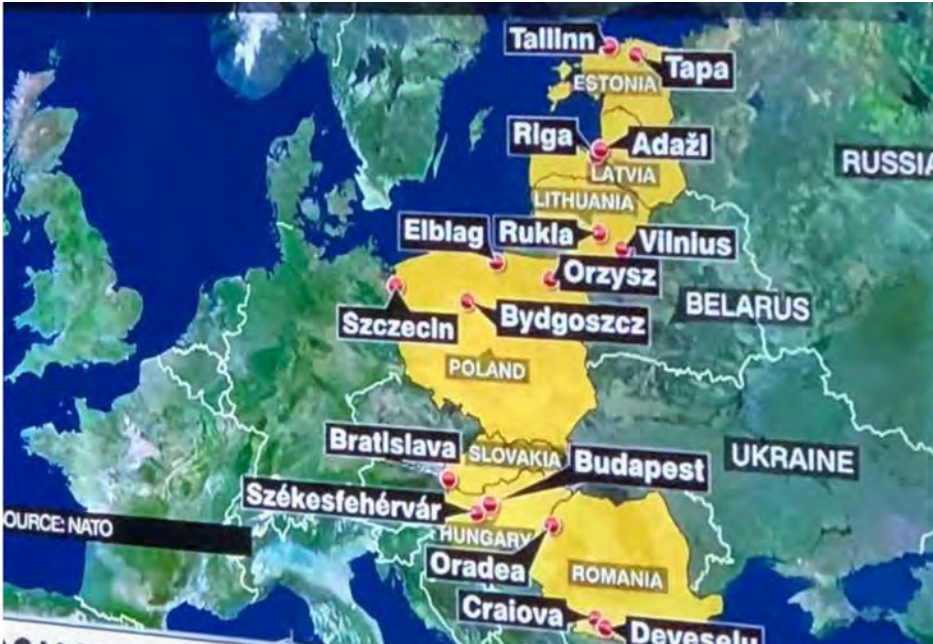 Tallinn
Tapa
ESTONIA
Riga
Adaži
LATVIA
RUSSIA
LITHUANIA
Elblag
Rukla
Vilnius
Orzysz
BELARUS
Szczecin
Bydgoszcz
POLAND
Bratislava
SLOVAKIA
Budapest
UKRAINE
Székesfehérvár
OURCE: NATO
HUNGARY
Oradea
ROMANIA
Craiova
Deveselu